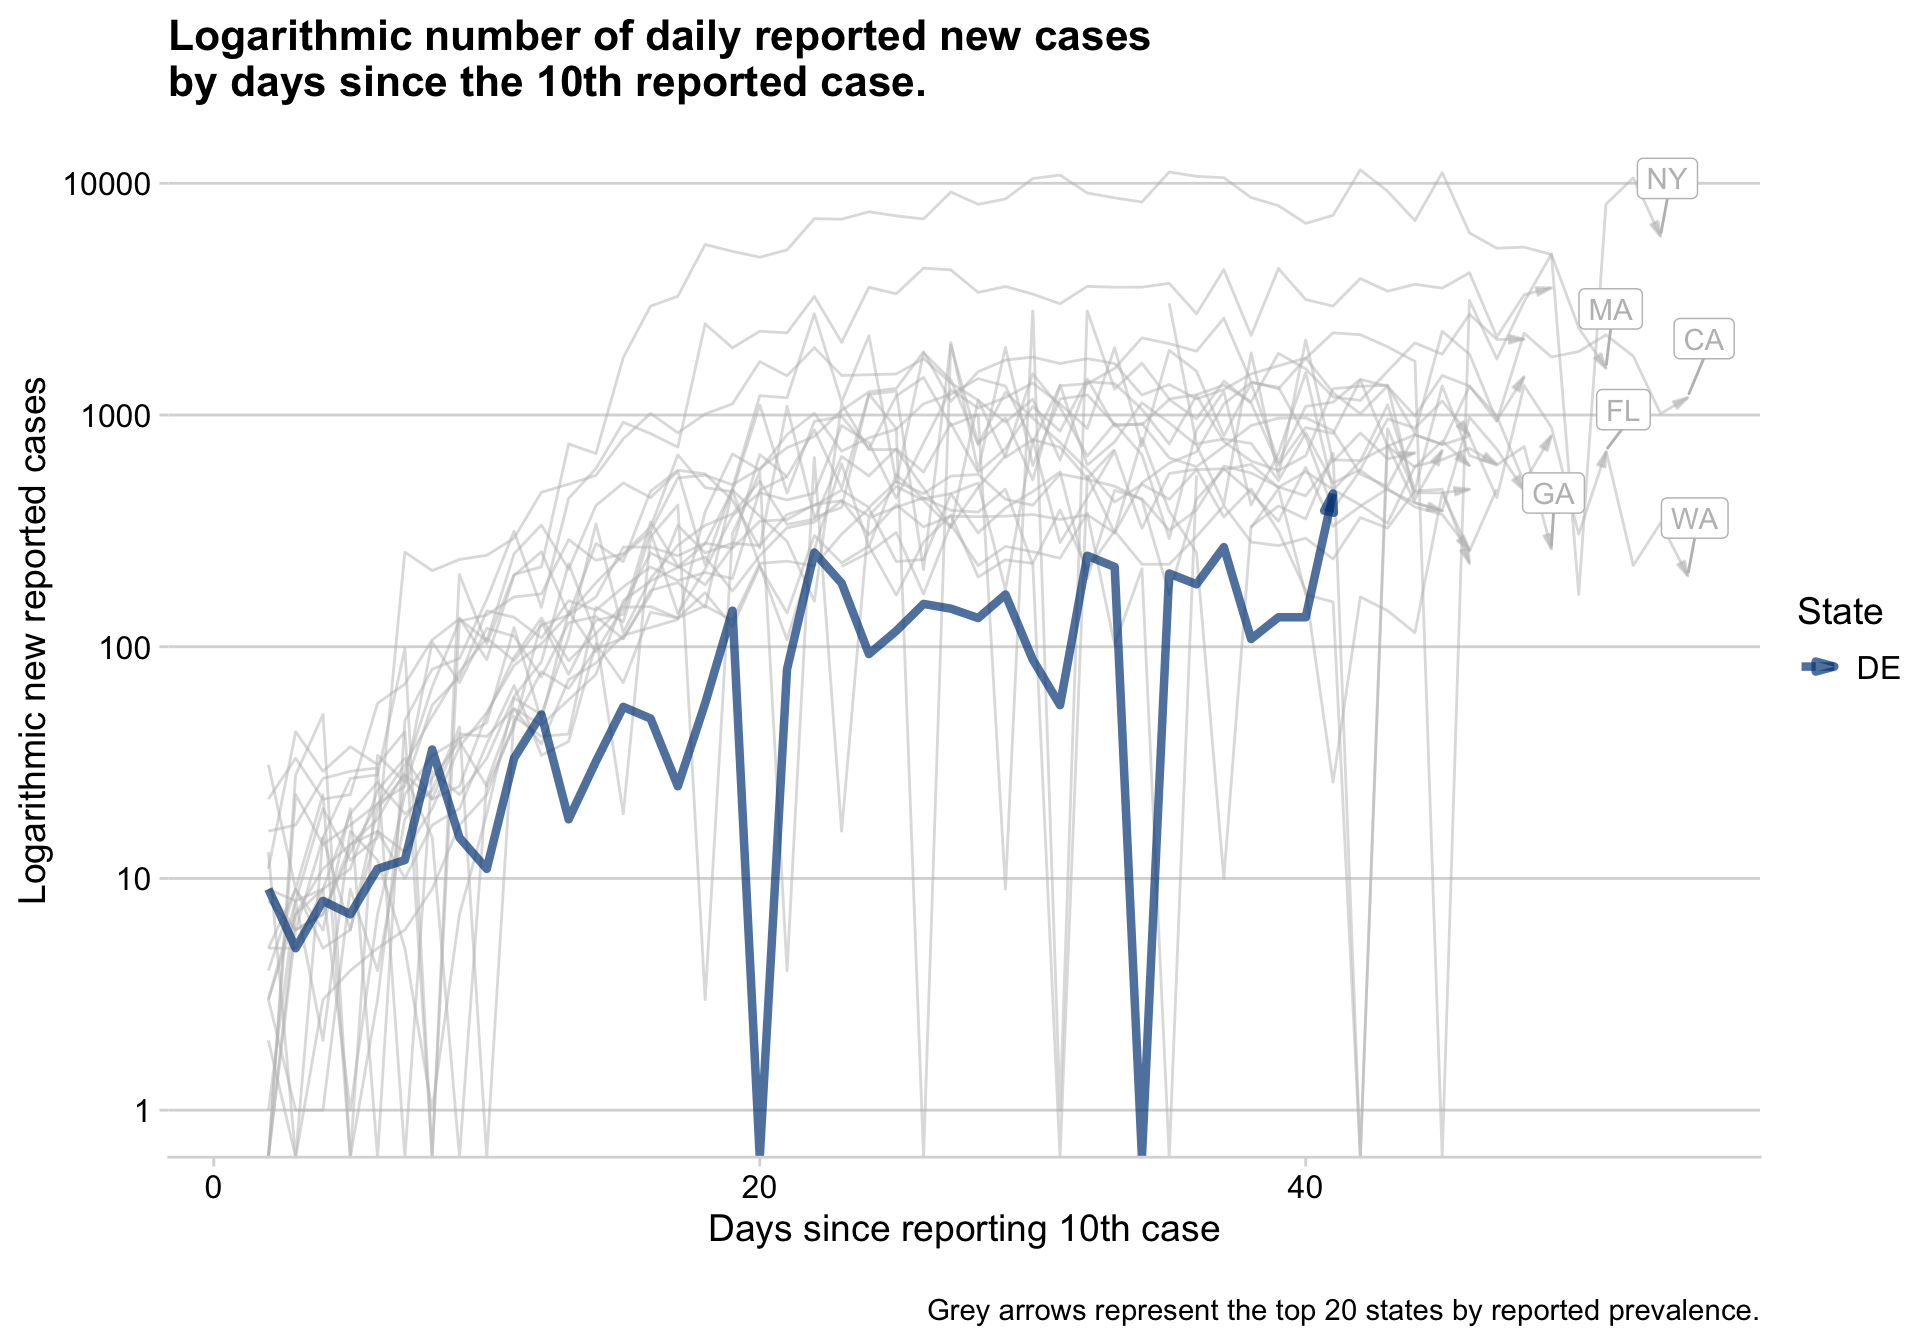 Logarithmic number of daily reported new cases
by days since the 10th reported case.
Logarithmic new reported cases
10000
1000
100
10
1
NY
MA
CA
FL
GA
WA
State
DE
0
20
40
Days since reporting 10th case
Grey arrows represent the top 20 states by reported prevalence.